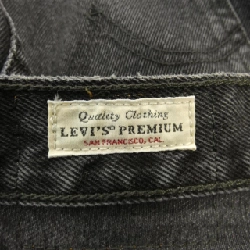 Quality Clothing
LEVI'S® PREMIUM
SAN FRANCISCO, CAL.